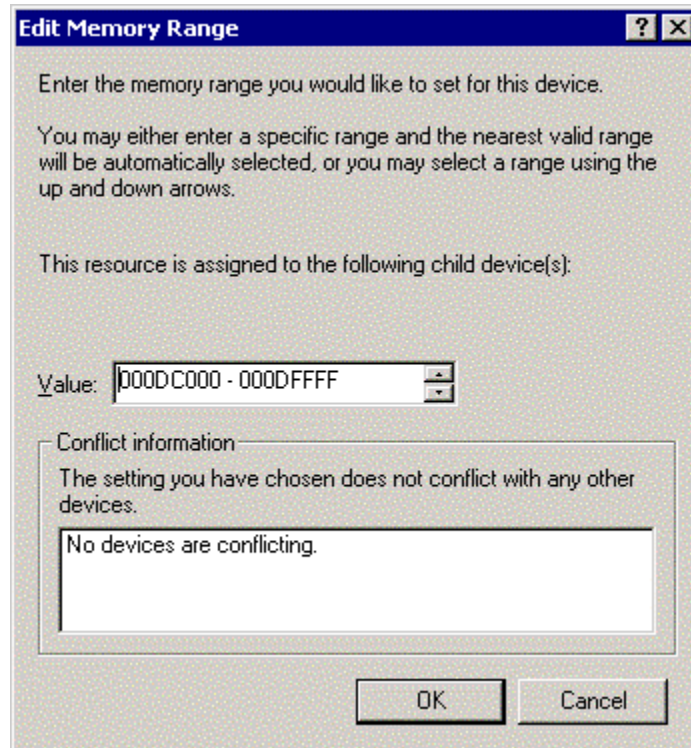 Edit Memory Range
Enter the memory range you would like to set for this device.
You may either enter a specific range and the nearest valid range
will be automatically selected, or you may select a range using the
up and down arrows.
This resource is assigned to the following child device(s):
Value: 000DC000 - 000DFFFF
Conflict information
The setting you have chosen does not conflict with any other
devices.
No devices are conflicting.
OK Cancel